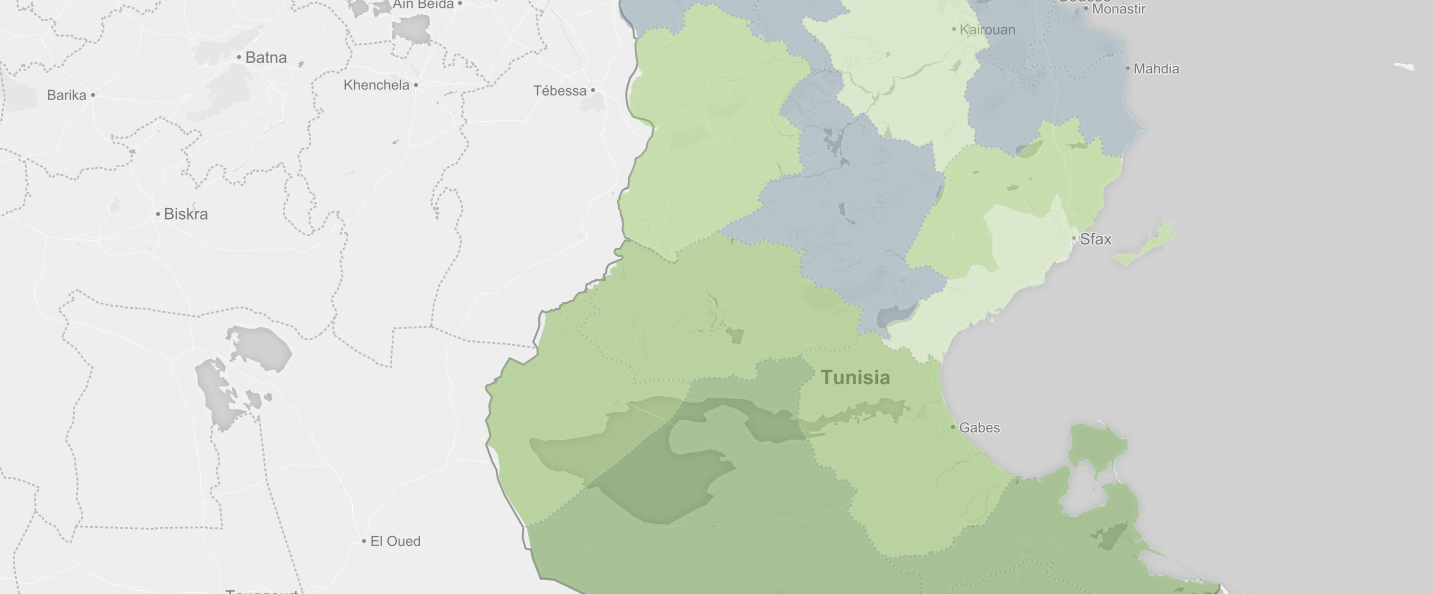 Aïn Beïda
Monastir
Kairouan
Batna
Mahdia
Khenchela
Tébessa
Barika
Biskra
Sfax
Tunisia
Gabes
El Oued